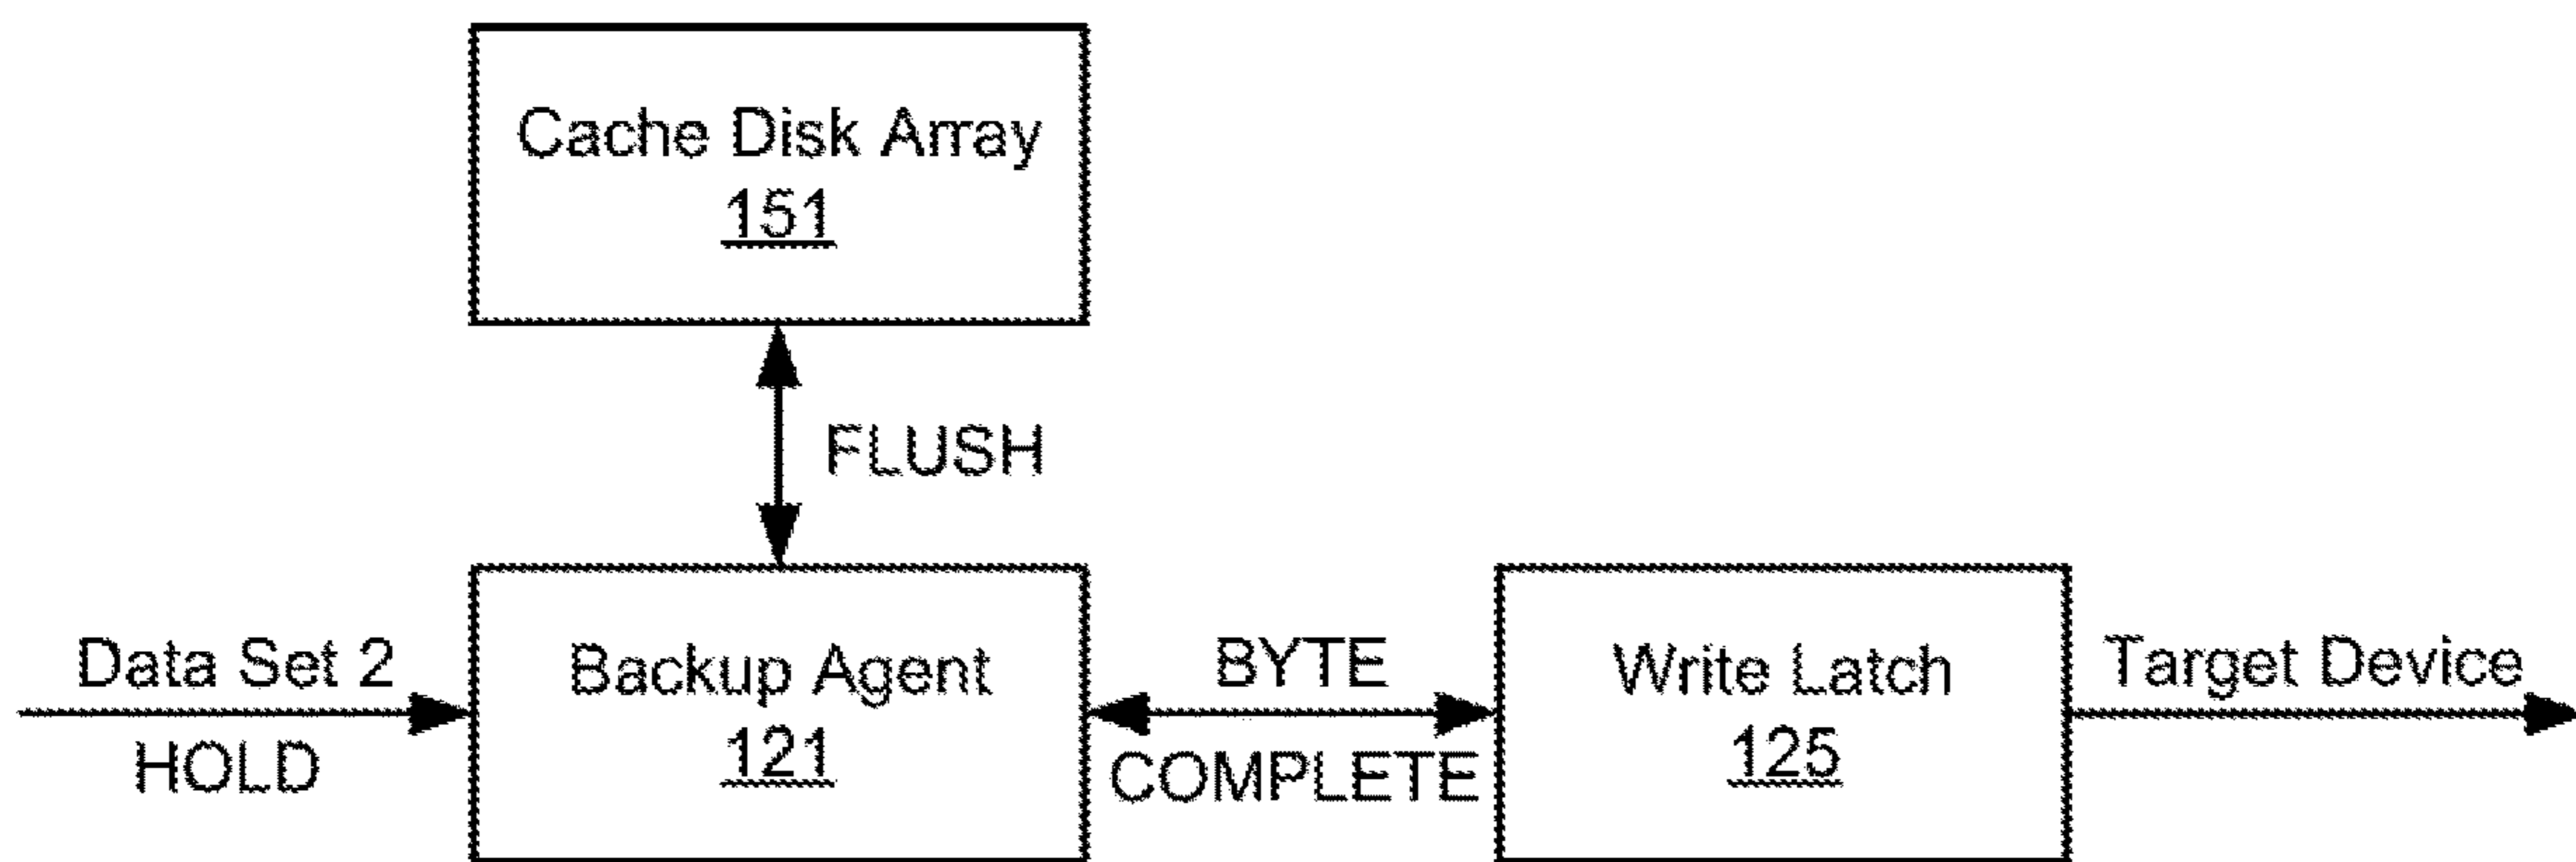 Cache Disk Array
151
FLUSH
Data Set 2
HOLD
Backup Agent
121
BYTE
COMPLETE
Write Latch
125
Target Device